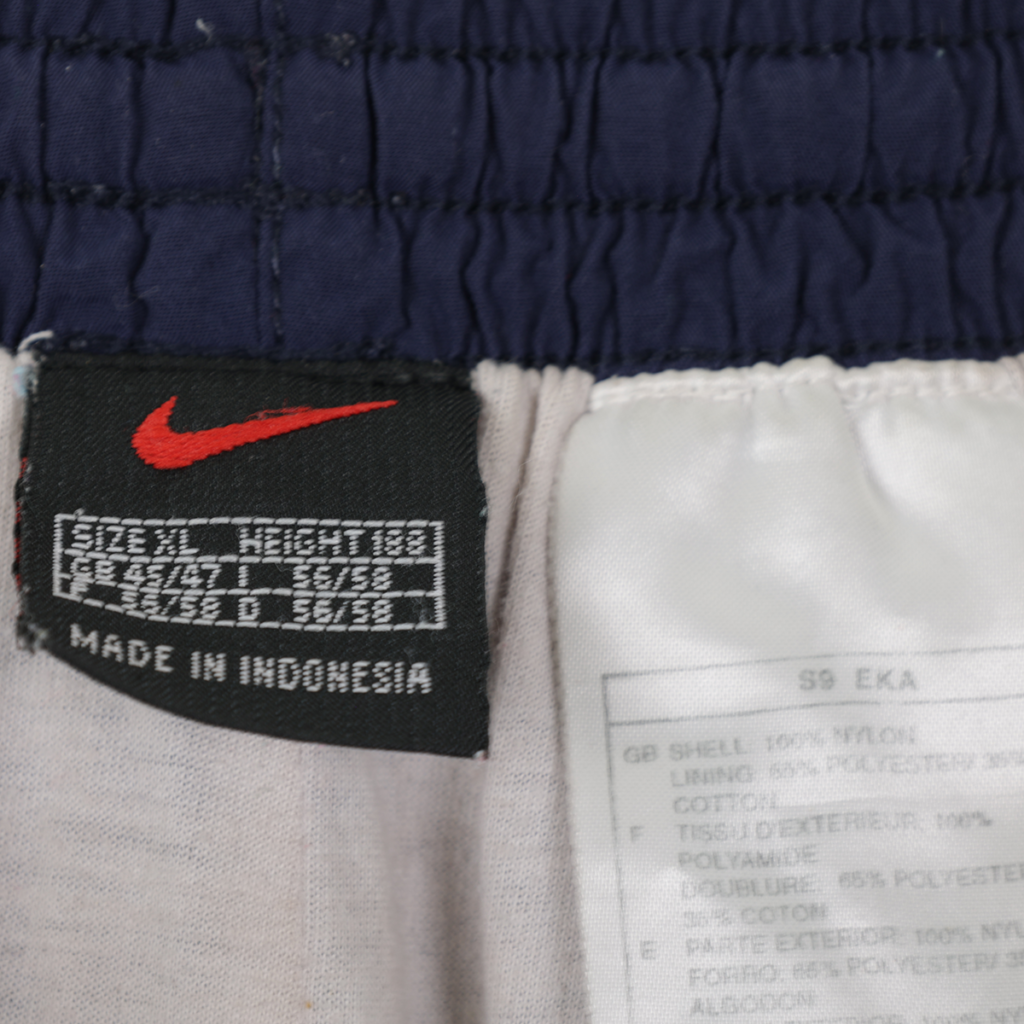 SIZE XL HEIGHT 188
GB 45/47 I 56/58
F 56/58 D 56/58
MADE IN INDONESIA
S9 EKA
GB SHELL: 100% NYLON
LINING: 65% POLYESTER/ 35%
COTTON
F TISSU D'EXTERIEUR: 100%
POLYAMIDE
DOUBLURE: 65% POLYESTER
35% COTON
E PARTE EXTERIOR: 100%
FORRO: 65% POLYESTER/
ALGODON